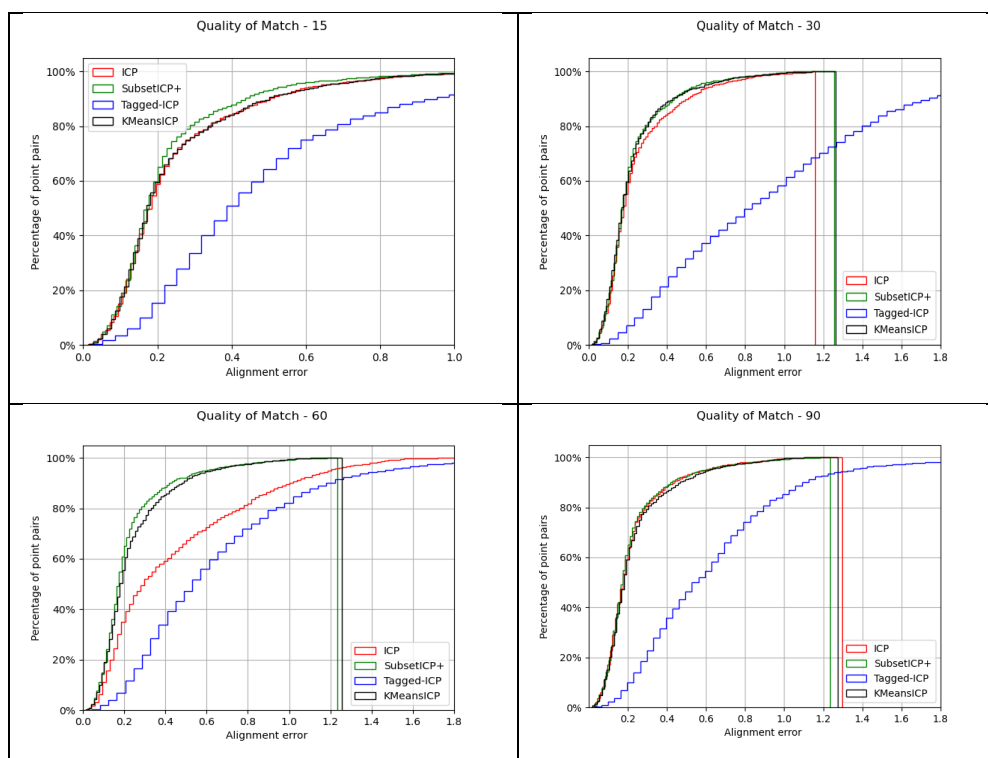 Quality of Match - 15
100%
80%
60%
40%
20%
0%
Percentage of point pairs
ICP
SubsetICP+
Tagged-ICP
KMeansICP
0.0 0.2 0.4 0.6 0.8 1.0
Alignment error
Quality of Match - 30
100%
80%
60%
40%
20%
0%
Percentage of point pairs
ICP
SubsetICP+
Tagged-ICP
KMeansICP
0.0 0.2 0.4 0.6 0.8 1.0 1.2 1.4 1.6 1.8
Alignment error
Quality of Match - 60
100%
80%
60%
40%
20%
0%
Percentage of point pairs
ICP
SubsetICP+
Tagged-ICP
KMeansICP
0.0 0.2 0.4 0.6 0.8 1.0 1.2 1.4 1.6 1.8
Alignment error
Quality of Match - 90
100%
80%
60%
40%
20%
0%
Percentage of point pairs
ICP
SubsetICP+
Tagged-ICP
KMeansICP
0.2 0.4 0.6 0.8 1.0 1.2 1.4 1.6 1.8
Alignment error